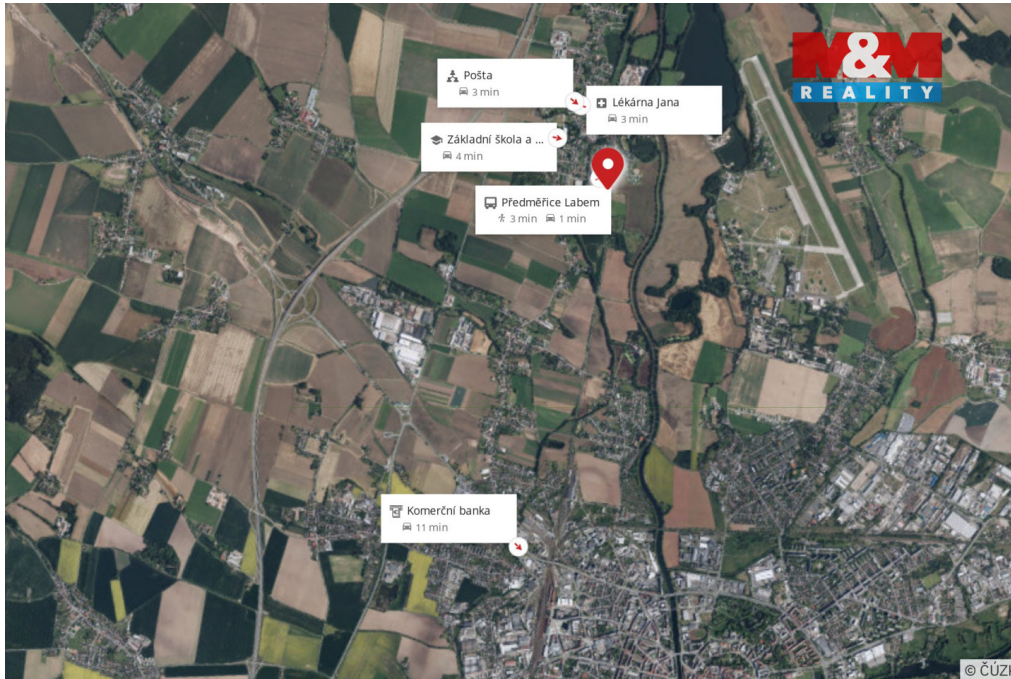 M&M
REALITY
Pošta
3 min
Lékárna Jana
3 min
Základní škola a ...
4 min
Předměřice Labem
3 min 1 min
Komerční banka
11 min
© ČÚZK